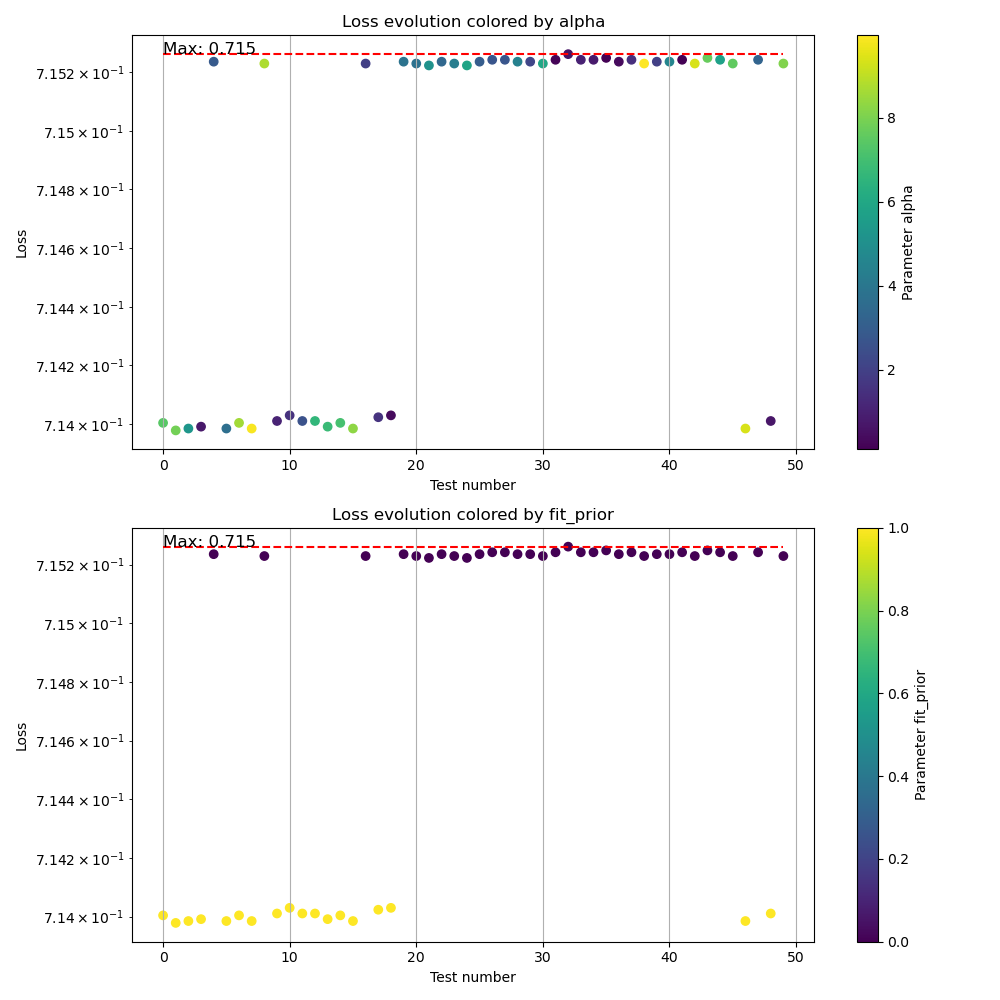 Loss evolution colored by alpha
Max: 0.715
7.152 × 10⁻¹
7.15 × 10⁻¹
7.148 × 10⁻¹
7.146 × 10⁻¹
7.144 × 10⁻¹
7.142 × 10⁻¹
7.14 × 10⁻¹
Loss
0 10 20 30 40 50
Test number
8
6
4
2
Parameter alpha
Loss evolution colored by fit_prior
Max: 0.715
7.152 × 10⁻¹
7.15 × 10⁻¹
7.148 × 10⁻¹
7.146 × 10⁻¹
7.144 × 10⁻¹
7.142 × 10⁻¹
7.14 × 10⁻¹
Loss
0 10 20 30 40 50
Test number
1.0
0.8
0.6
0.4
0.2
0.0
Parameter fit_prior